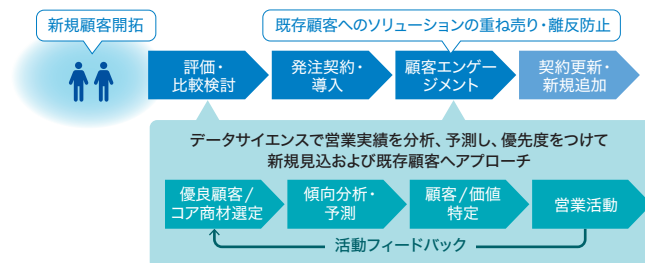 新規顧客開拓
既存顧客へのソリューションの重ね売り・離反防止
評価・
比較検討
発注契約・
導入
顧客エンゲー
ジメント
契約更新・
新規追加
データサイエンスで営業実績を分析、予測し、優先度をつけて
新規見込および既存顧客へアプローチ
優良顧客/
コア商材選定
傾向分析・
予測
顧客/価値
特定
営業活動
活動フィードバック